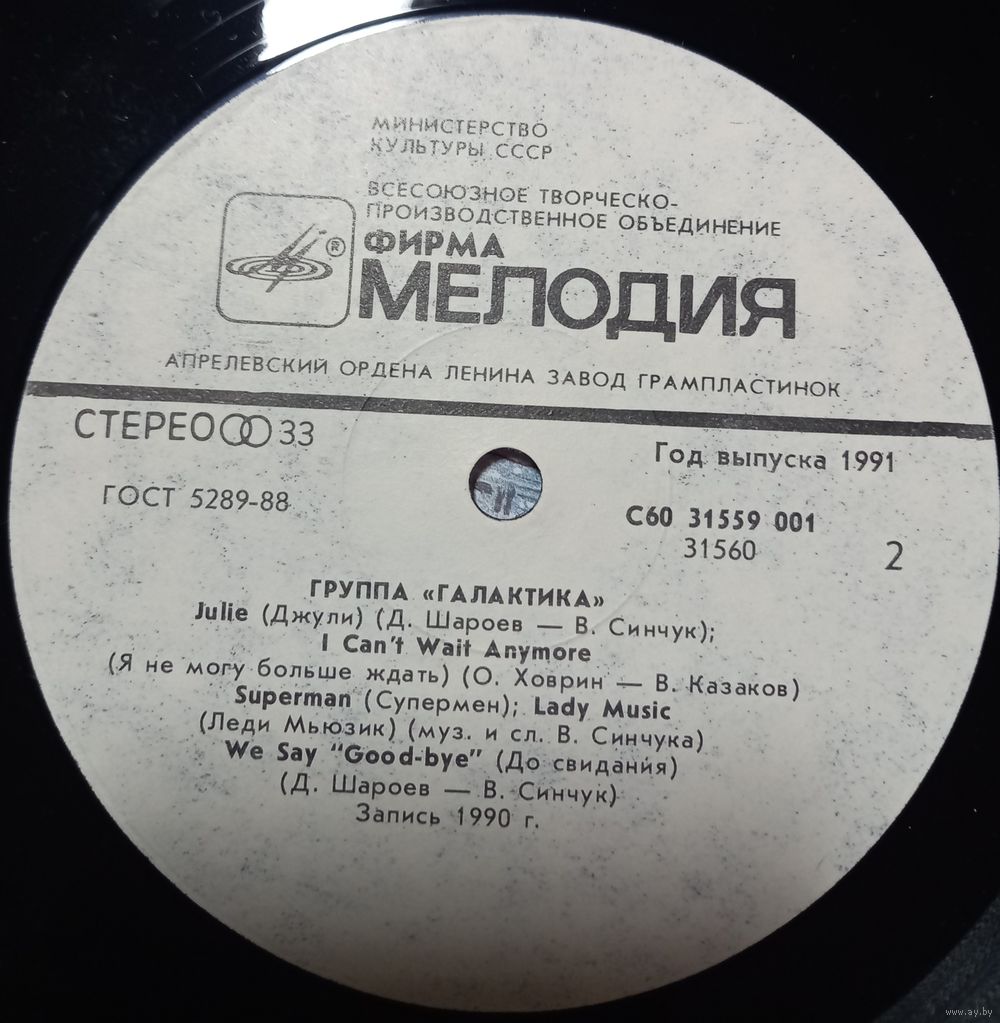 МИНИСТЕРСТВО
КУЛЬТУРЫ СССР
ВСЕСОЮЗНОЕ ТВОРЧЕСКО-
ПРОИЗВОДСТВЕННОЕ ОБЪЕДИНЕНИЕ
®
ФИРМА
МЕЛОДИЯ
АПРЕЛЕВСКИЙ ОРДЕНА ЛЕНИНА ЗАВОД ГРАМПЛАСТИНОК
СТЕРЕО 33
Год выпуска 1991
ГОСТ 5289-88
С60 31559 001
31560
2
ГРУППА «ГАЛАКТИКА»
Julie (Джули) (Д. Шароев — В. Синчук);
I Can't Wait Anymore
(Я не могу больше ждать) (О. Ховрин — В. Казаков)
Superman (Супермен); Lady Music
(Леди Мьюзик) (муз. и сл. В. Синчука)
We Say "Good-bye" (До свидания)
(Д. Шароев — В. Синчук)
Запись 1990 г.
www.ay.by